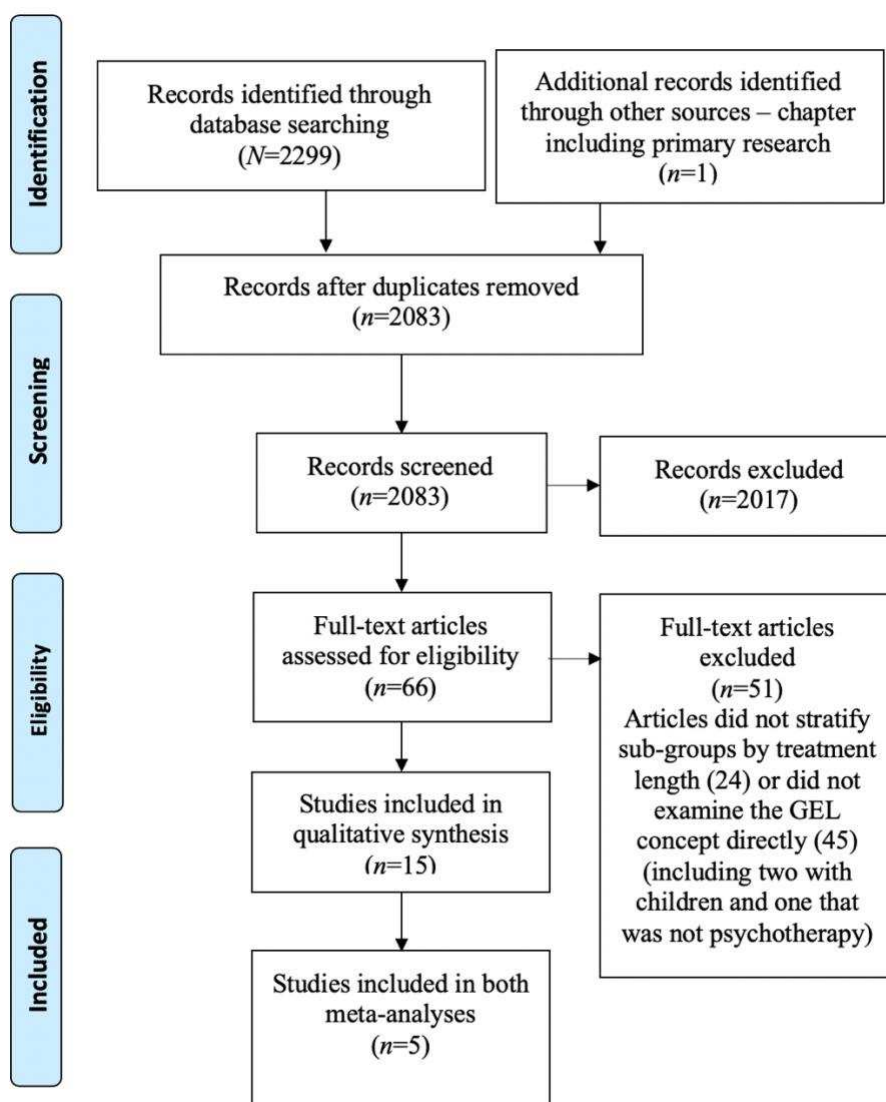 Identification
Records identified through
database searching
(N=2299)
Additional records identified
through other sources – chapter
including primary research
(n=1)
Records after duplicates removed
(n=2083)
Screening
Records screened
(n=2083)
Records excluded
(n=2017)
Eligibility
Full-text articles
assessed for eligibility
(n=66)
Full-text articles
excluded
(n=51)
Articles did not stratify
sub-groups by treatment
length (24) or did not
examine the GEL
concept directly (45)
(including two with
children and one that
was not psychotherapy)
Studies included in
qualitative synthesis
(n=15)
Included
Studies included in both
meta-analyses
(n=5)